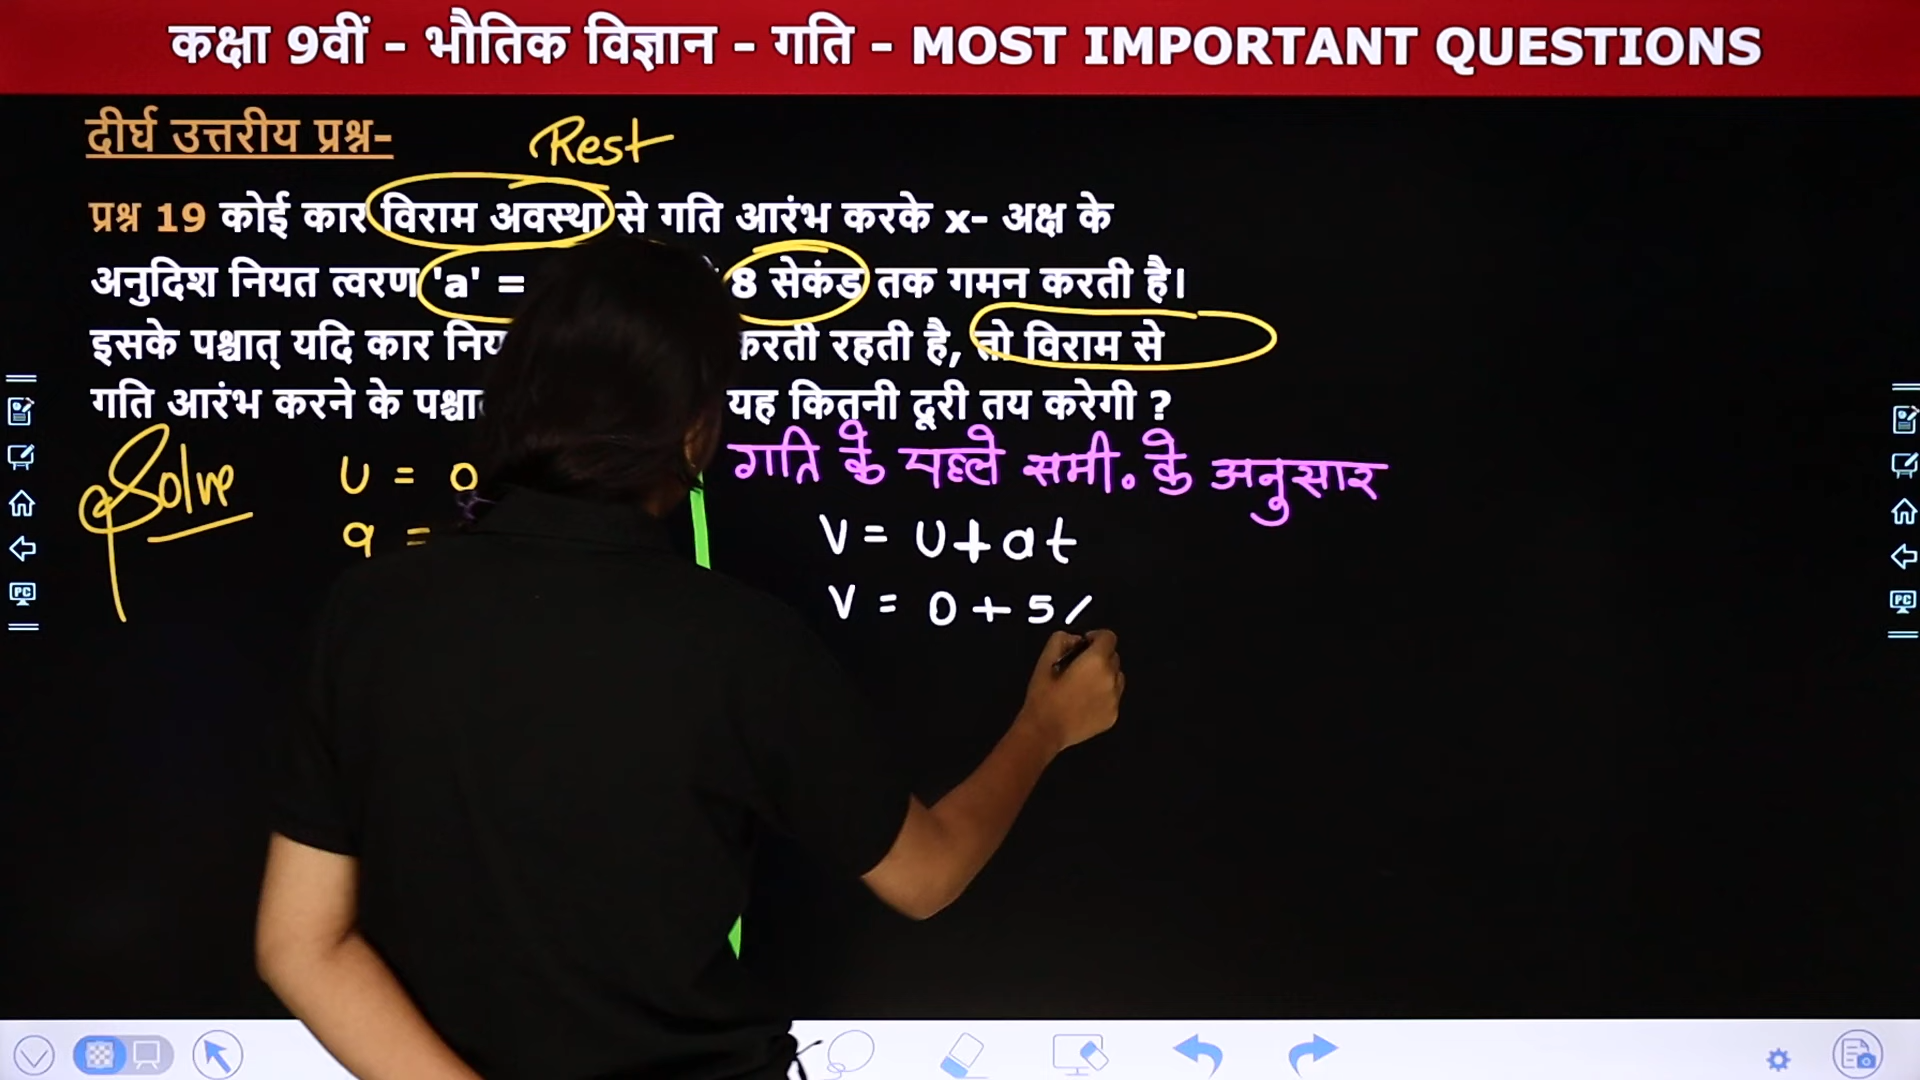 कक्षा 9वीं - भौतिक विज्ञान - गति - MOST IMPORTANT QUESTIONS
दीर्घ उत्तरीय प्रश्न-
Rest
प्रश्न 19 कोई कार विराम अवस्था से गति आरंभ करके x- अक्ष के
अनुदिश नियत त्वरण 'a' = 8 सेकंड तक गमन करती है।
इसके पश्चात् यदि कार करती रहती है, तो विराम से
गति आरंभ करने के यह कितनी दूरी तय करेगी ?
Solve
u = 0
a =
गति के पहले समी. के अनुसार
V = u + at
V = 0 + 5
PC
PC